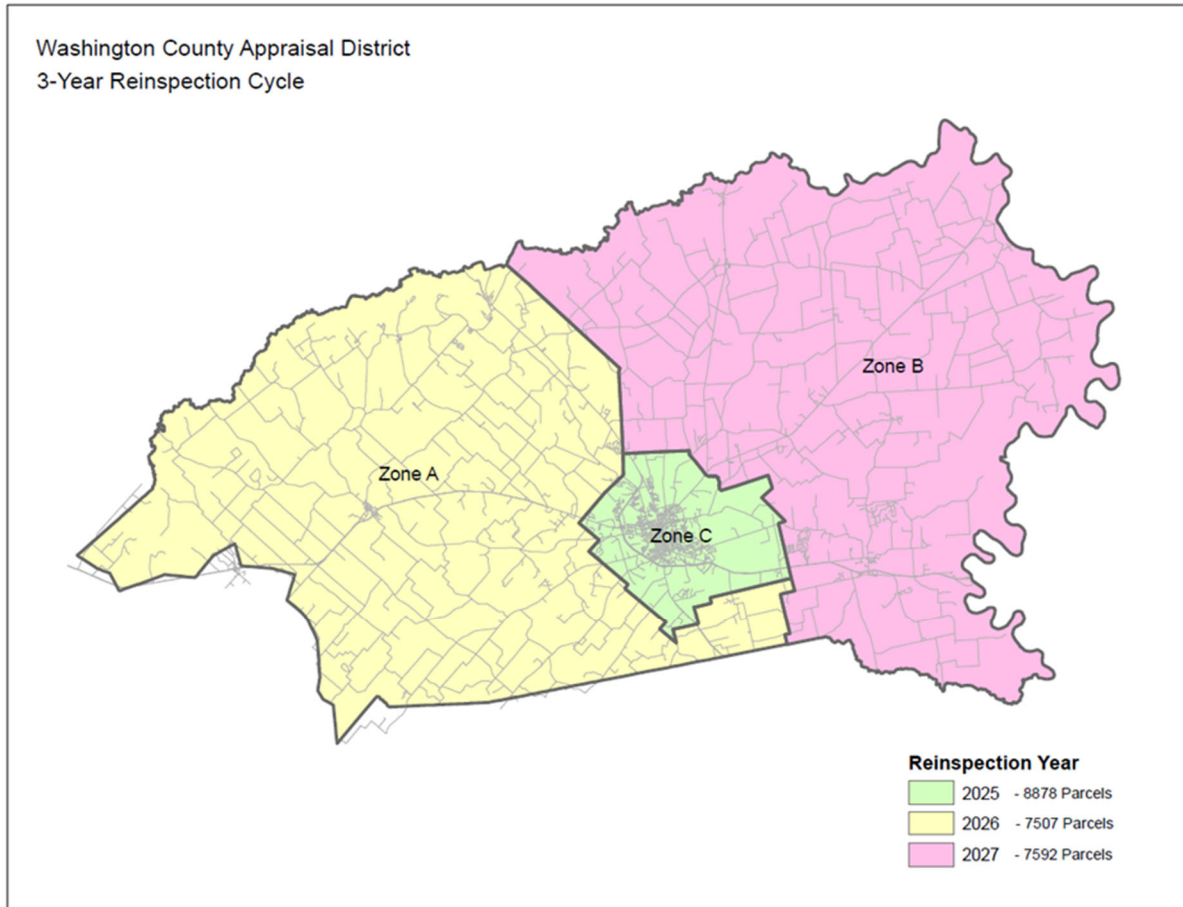 Washington County Appraisal District
3-Year Reinspection Cycle
Zone B
Zone A
Zone C
Reinspection Year
2025 - 8878 Parcels
2026 - 7507 Parcels
2027 - 7592 Parcels